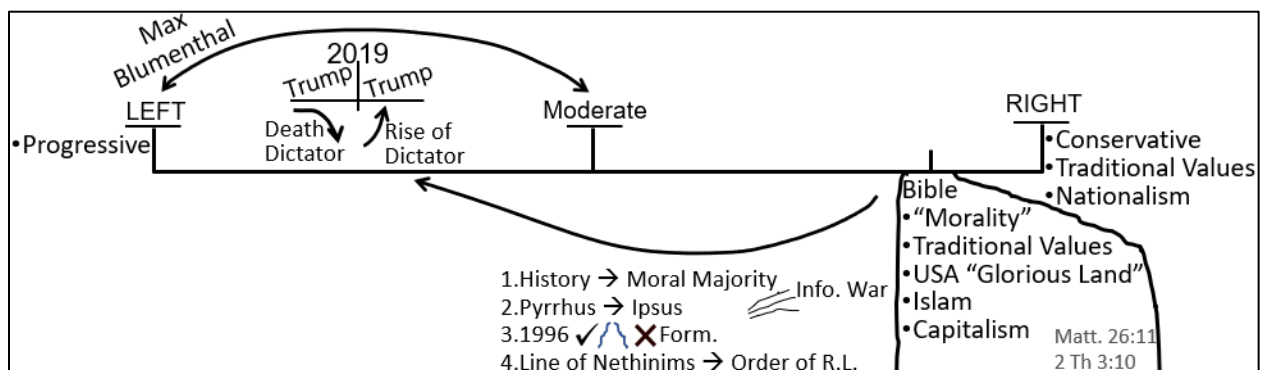 Max
Blumenthal
2019
Trump Trump
LEFT
•Progressive
Death
Dictator
Rise of
Dictator
Moderate
RIGHT
•Conservative
•Traditional Values
•Nationalism
Bible
•“Morality”
•Traditional Values
•USA “Glorious Land”
•Islam
•Capitalism
Matt. 26:11
2 Th 3:10
1.History → Moral Majority
2.Pyrrhus → Ipsus
Info. War
3.1996 ✓ ✗ Form.
4.Line of Nethinims → Order of R.L.